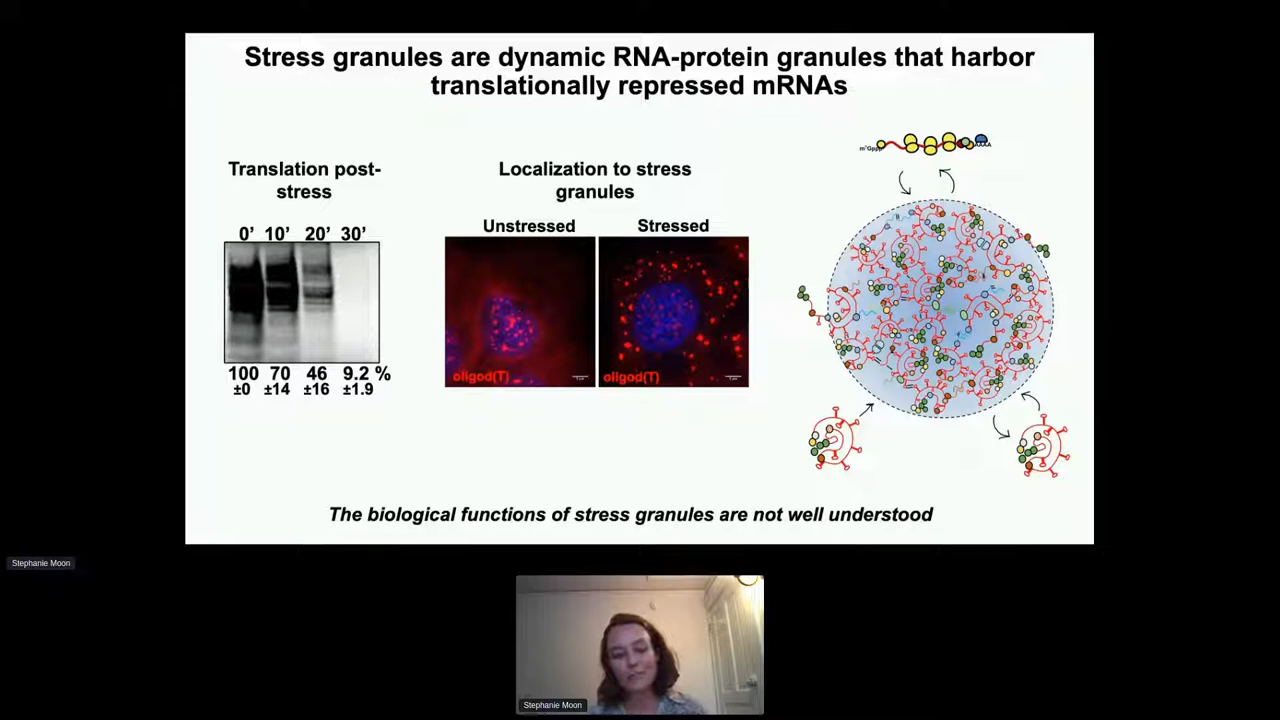 Stress granules are dynamic RNA-protein granules that harbor
translationally repressed mRNAs
Translation post-
stress
0' 10' 20' 30'
100 70 46 9.2 %
±0 ±14 ±16 ±1.9
Localization to stress
granules
Unstressed Stressed
oligod(T) oligod(T)
m⁷Gppp
AAAA
The biological functions of stress granules are not well understood
Stephanie Moon
Stephanie Moon